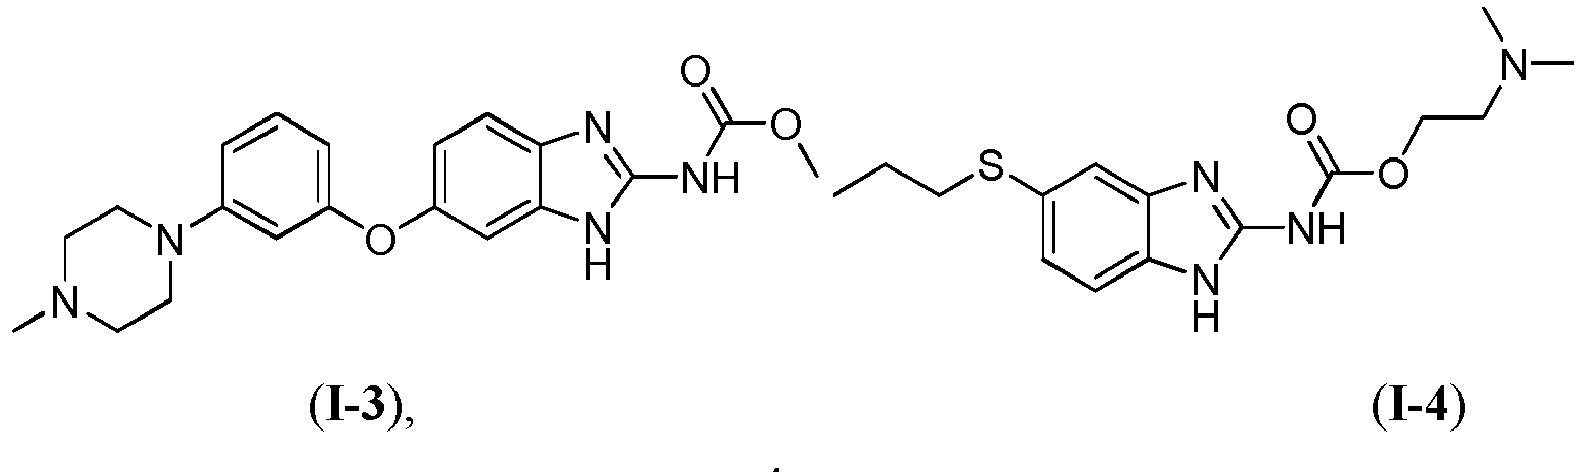 O N
N O NH O S N O
N O N H NH
N N H
(I-3), (I-4)